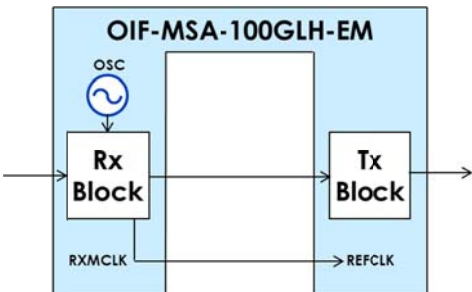 OIF-MSA-100GLH-EM
OSC
Rx
Block
Tx
Block
RXMCLK
REFCLK